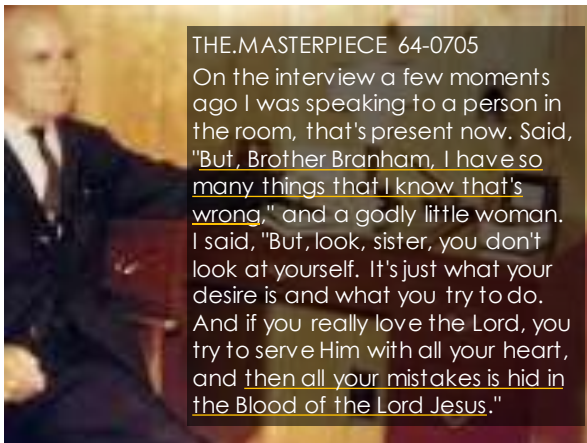 THE.MASTERPIECE 64-0705
On the interview a few moments
ago I was speaking to a person in
the room, that's present now. Said,
"But, Brother Branham, I have so
many things that I know that's
wrong," and a godly little woman.
I said, "But, look, sister, you don't
look at yourself. It's just what your
desire is and what you try to do.
And if you really love the Lord, you
try to serve Him with all your heart,
and then all your mistakes is hid in
the Blood of the Lord Jesus."